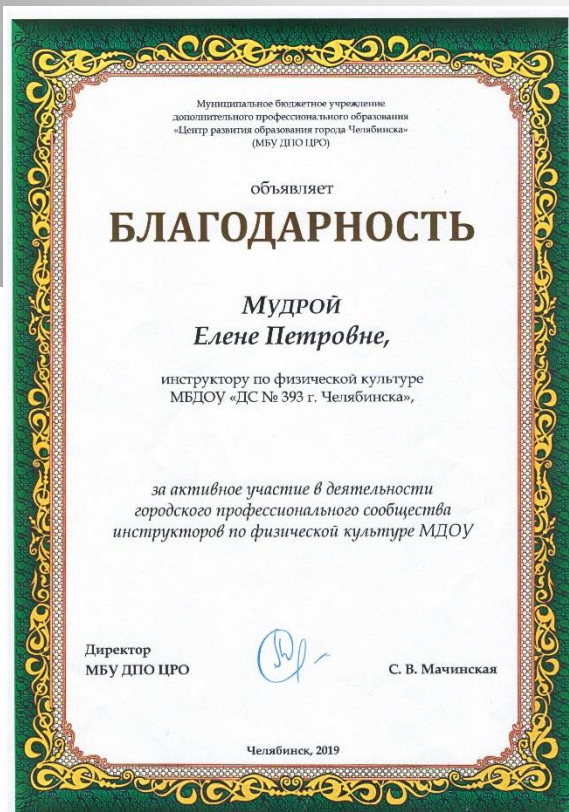 Муниципальное бюджетное учреждение
дополнительного профессионального образования
«Центр развития образования города Челябинска»
(МБУ ДПО ЦРО)
объявляет
БЛАГОДАРНОСТЬ
Мудрой
Елене Петровне,
инструктору по физической культуре
МБДОУ «ДС № 393 г. Челябинска»,
за активное участие в деятельности
городского профессионального сообщества
инструкторов по физической культуре МДОУ
Директор
МБУ ДПО ЦРО
С. В. Мачинская
Челябинск, 2019